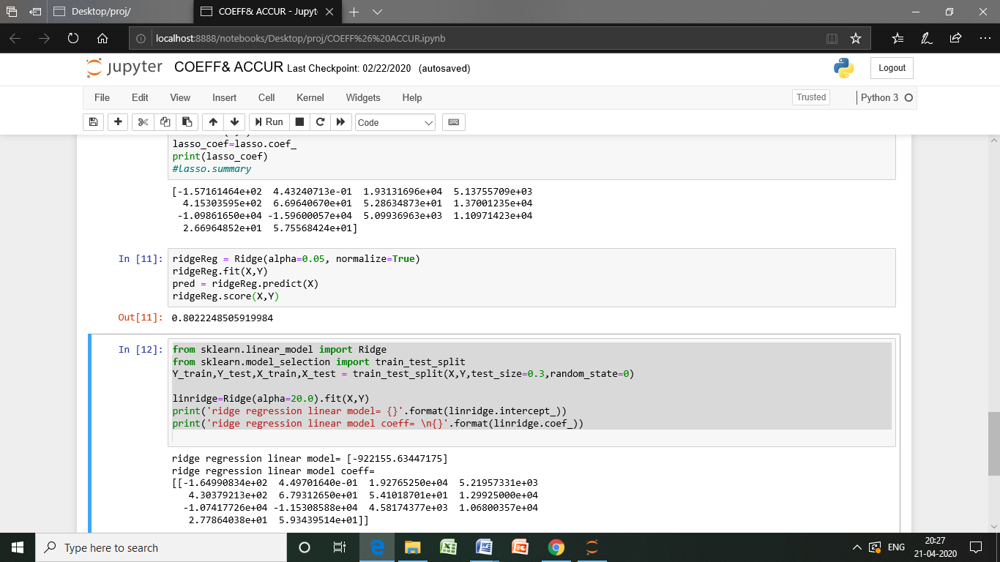 Desktop/proj/
COEFF& ACCUR - Jupyt
localhost:8888/notebooks/Desktop/proj/COEFF%26%20ACCUR.ipynb
jupyter COEFF& ACCUR Last Checkpoint: 02/22/2020 (autosaved)
Logout
File Edit View Insert Cell Kernel Widgets Help
Trusted
Python 3
Run
Code
lasso_coef=lasso.coef_
print(lasso_coef)
#lasso.summary
[-1.57161464e+02 4.43240713e-01 1.93131696e+04 5.13755709e+03
4.15303595e+02 6.69640670e+01 5.28634873e+01 1.37001235e+04
-1.09861650e+04 -1.59600057e+04 5.09936963e+03 1.10971423e+04
2.66964852e+01 5.75568424e+01]
In [11]: ridgeReg = Ridge(alpha=0.05, normalize=True)
ridgeReg.fit(X,Y)
pred = ridgeReg.predict(X)
ridgeReg.score(X,Y)
Out[11]: 0.8022248505919984
In [12]: from sklearn.linear_model import Ridge
from sklearn.model_selection import train_test_split
Y_train,Y_test,X_train,X_test = train_test_split(X,Y,test_size=0.3,random_state=0)
linridge=Ridge(alpha=20.0).fit(X,Y)
print('ridge regression linear model= {}'.format(linridge.intercept_))
print('ridge regression linear model coeff= \n{}'.format(linridge.coef_))
ridge regression linear model= [-922155.63447175]
ridge regression linear model coeff=
[[-1.64990834e+02 4.49701640e-01 1.92765250e+04 5.21957331e+03
4.30379213e+02 6.79312650e+01 5.41018701e+01 1.29925000e+04
-1.07417726e+04 -1.15308588e+04 4.58174377e+03 1.06800357e+04
2.77864038e+01 5.93439514e+01]]
Type here to search
ENG
20:27
21-04-2020